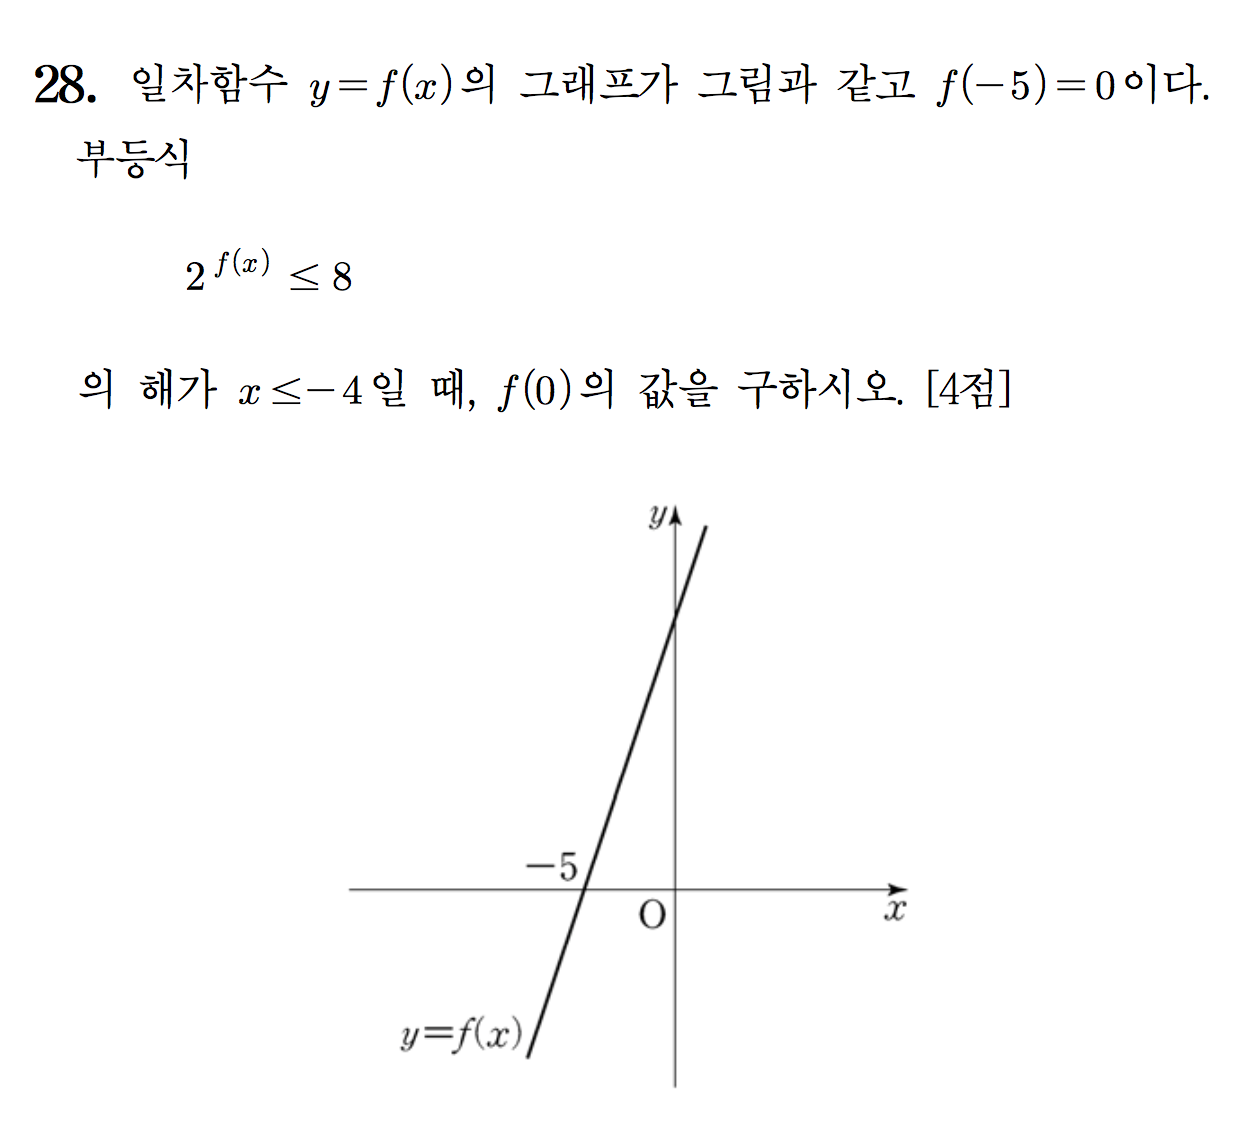 28. 일차함수 y=f(x)의 그래프가 그림과 같고 f(−5)=0이다.
부등식
2^{f(x)} ≤ 8
의 해가 x≤−4일 때, f(0)의 값을 구하시오. [4점]
y
−5
O
x
y=f(x)